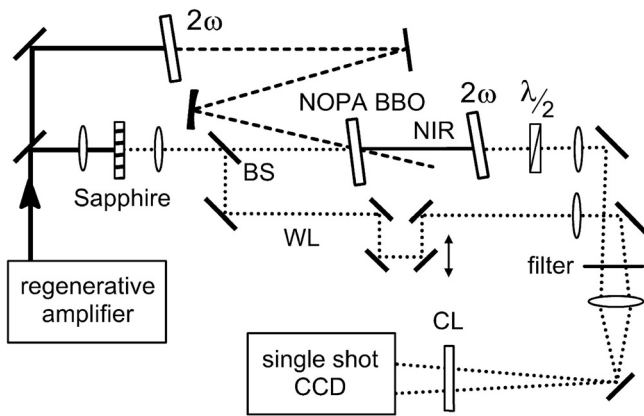 2ω
NOPA BBO
2ω
λ/2
NIR
BS
Sapphire
WL
filter
regenerative
amplifier
CL
single shot
CCD